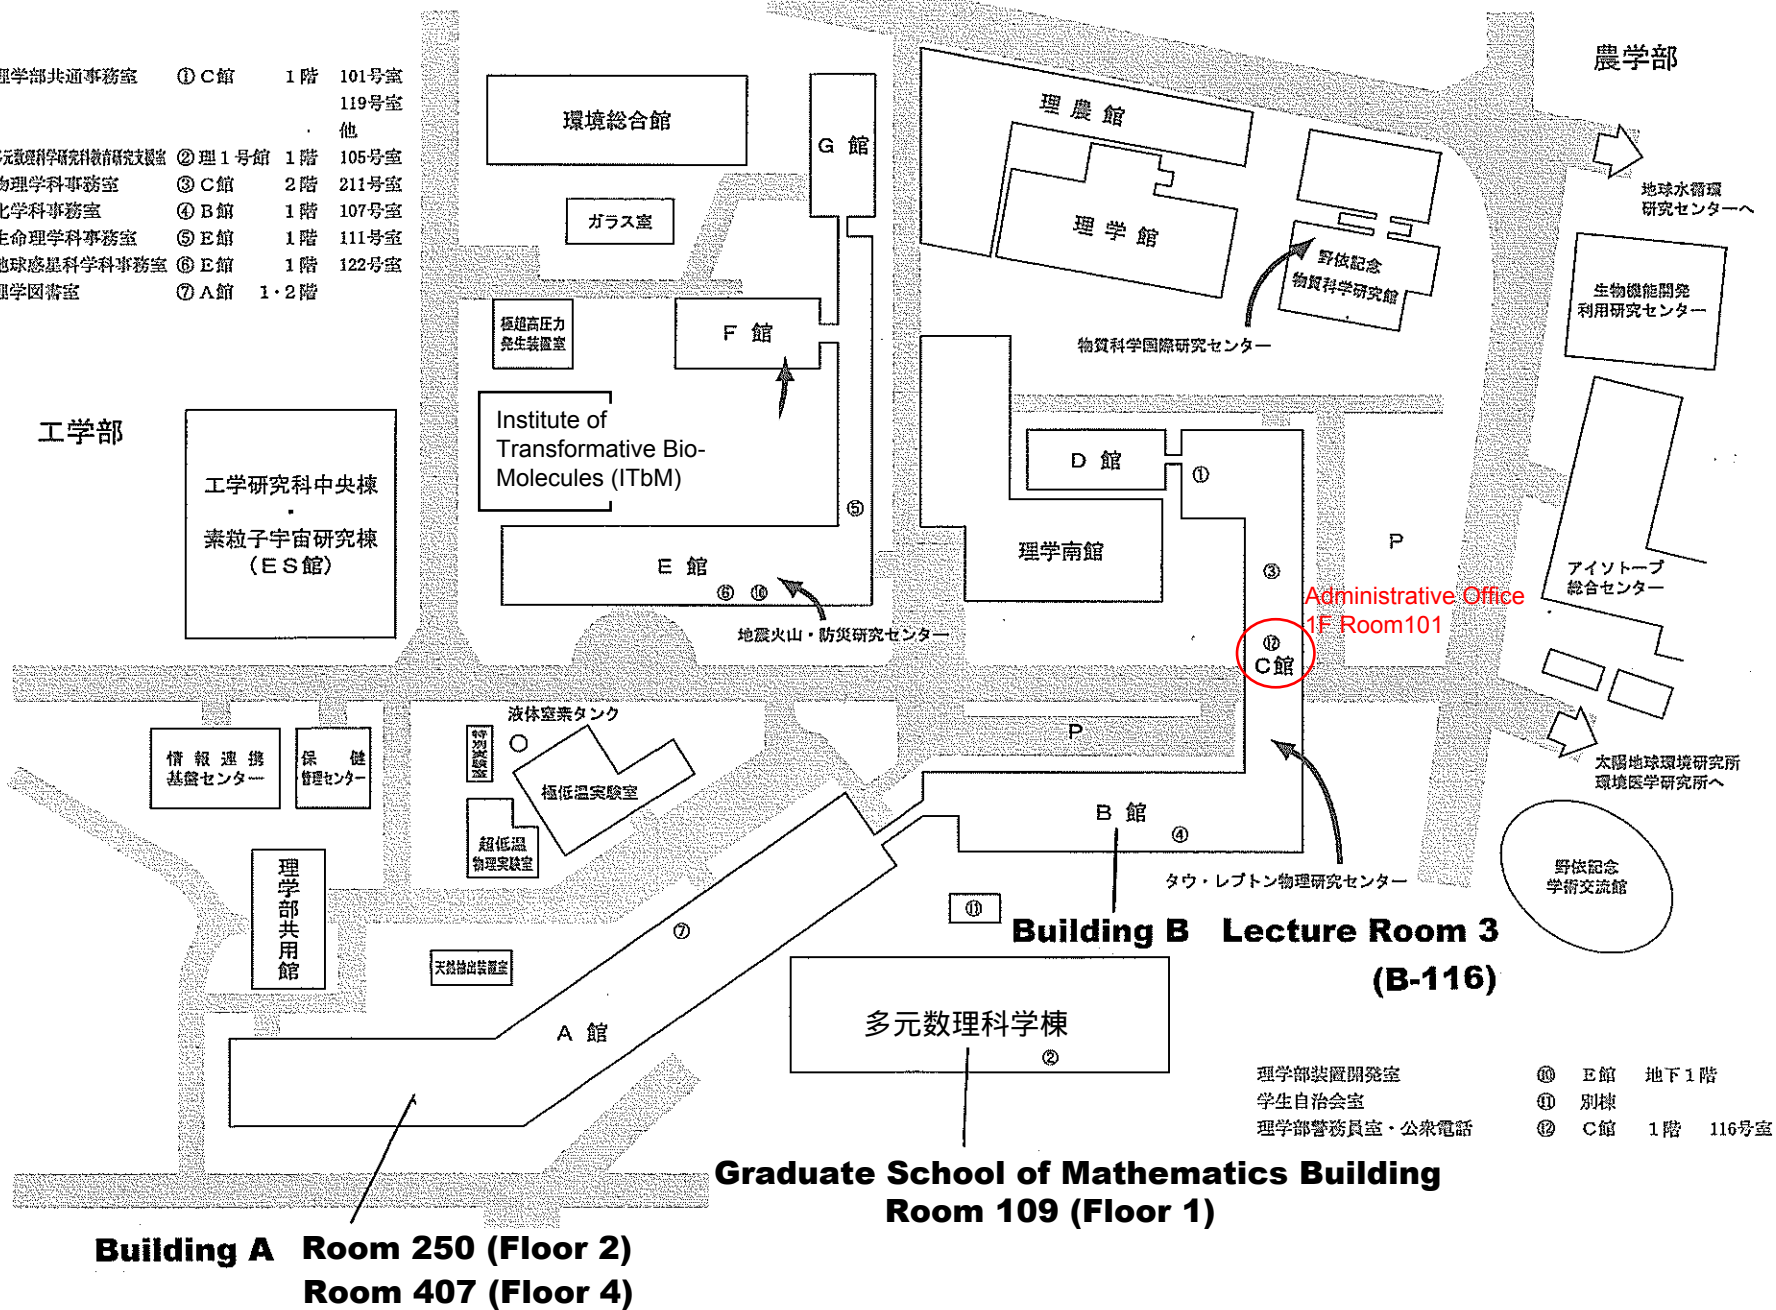 理学部共通事務室 ① C館 1階 101号室
119号室
他
多元数理科学研究科教育研究支援室 ② 理1号館 1階 105号室
物理学科事務室 ③ C館 2階 211号室
化学科事務室 ④ B館 1階 107号室
生命理学科事務室 ⑤ E館 1階 111号室
地球惑星科学科事務室 ⑥ E館 1階 122号室
理学図書室 ⑦ A館 1・2階
農学部
環境総合館
G 館
理 農 館
理 学 館
ガラス室
地球水循環
研究センターへ
野依記念
物質科学研究館
物質科学国際研究センター
生物機能開発
利用研究センター
極超高圧力
発生装置室
F 館
工学部
Institute of
Transformative Bio-
Molecules (ITbM)
D 館
①
工学研究科中央棟
・
素粒子宇宙研究棟
(ES館)
⑤
E 館
⑥ ⑩
地震火山・防災研究センター
理学南館
③
P
アイソトープ
総合センター
Administrative Office
1F Room101
⑫
C館
液体窒素タンク
特別実験室
情 報 連 携
基盤センター
保 健
管理センター
極低温実験室
超低温
物理実験室
P
太陽地球環境研究所
環境医学研究所へ
B 館
④
タウ・レプトン物理研究センター
野依記念
学術交流館
理学部共用館
⑦
⑪
Building B Lecture Room 3
(B-116)
天然抽出装置室
A 館
多元数理科学棟
②
理学部装置開発室 ⑩ E館 地下1階
学生自治会室 ⑪ 別棟
理学部警務員室・公衆電話 ⑫ C館 1階 116号室
Graduate School of Mathematics Building
Room 109 (Floor 1)
Building A Room 250 (Floor 2)
Room 407 (Floor 4)